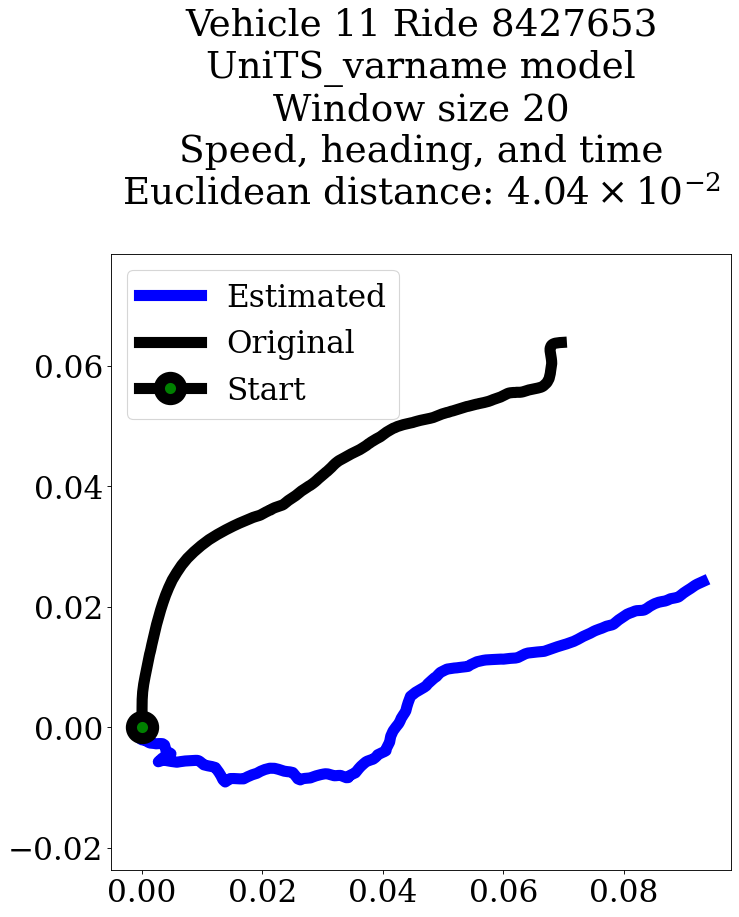 Vehicle 11 Ride 8427653
UniTS_varname model
Window size 20
Speed, heading, and time
Euclidean distance: 4.04 × 10⁻²
Estimated
Original
Start
0.06
0.04
0.02
0.00
−0.02
0.00 0.02 0.04 0.06 0.08